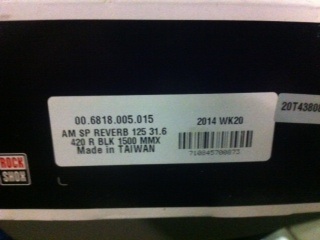 00.6818.005.015
2014 WK20
20T4380
AM SP REVERB 125 31.6
420 R BLK 1500 MMX
Made in TAIWAN
ROCK
SHOX